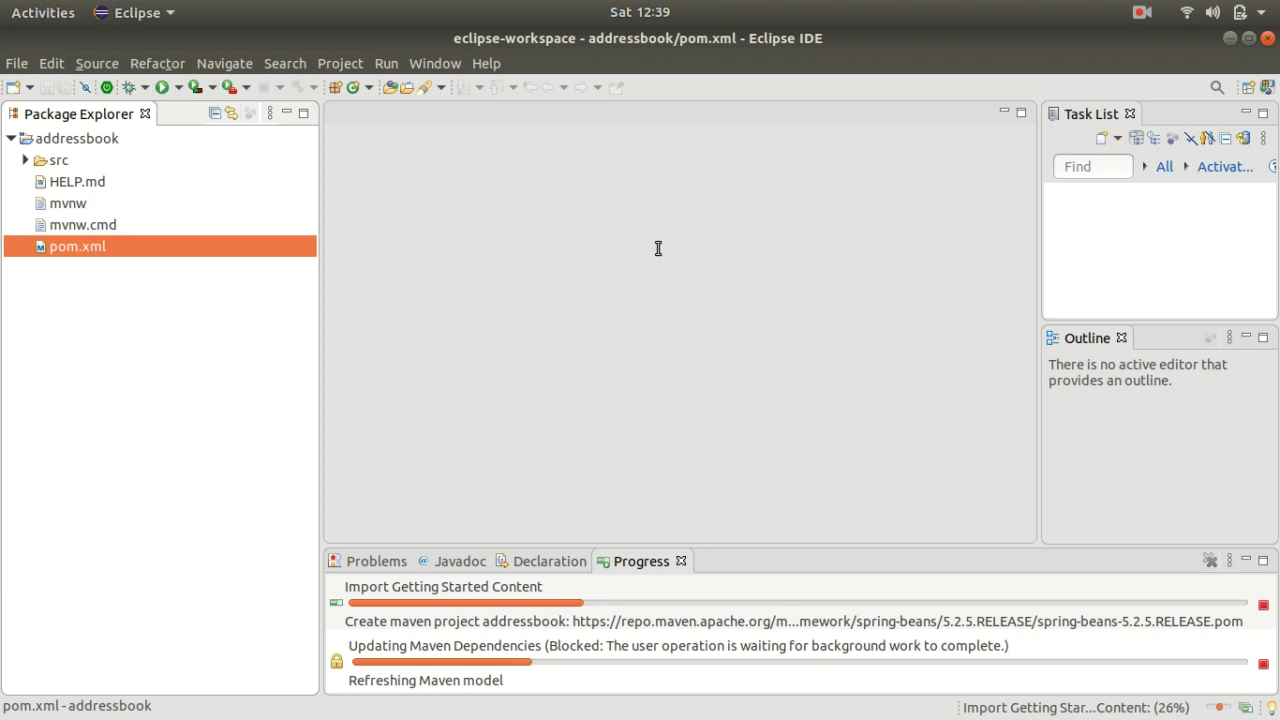 Activities
Eclipse
Sat 12:39
eclipse-workspace - addressbook/pom.xml - Eclipse IDE
File Edit Source Refactor Navigate Search Project Run Window Help
Package Explorer
addressbook
src
HELP.md
mvnw
mvnw.cmd
pom.xml
Task List
Find
All
Activat...
Outline
There is no active editor that
provides an outline.
Problems
Javadoc
Declaration
Progress
Import Getting Started Content
Create maven project addressbook: https://repo.maven.apache.org/m...mework/spring-beans/5.2.5.RELEASE/spring-beans-5.2.5.RELEASE.pom
Updating Maven Dependencies (Blocked: The user operation is waiting for background work to complete.)
Refreshing Maven model
pom.xml - addressbook
Import Getting Star...Content: (26%)